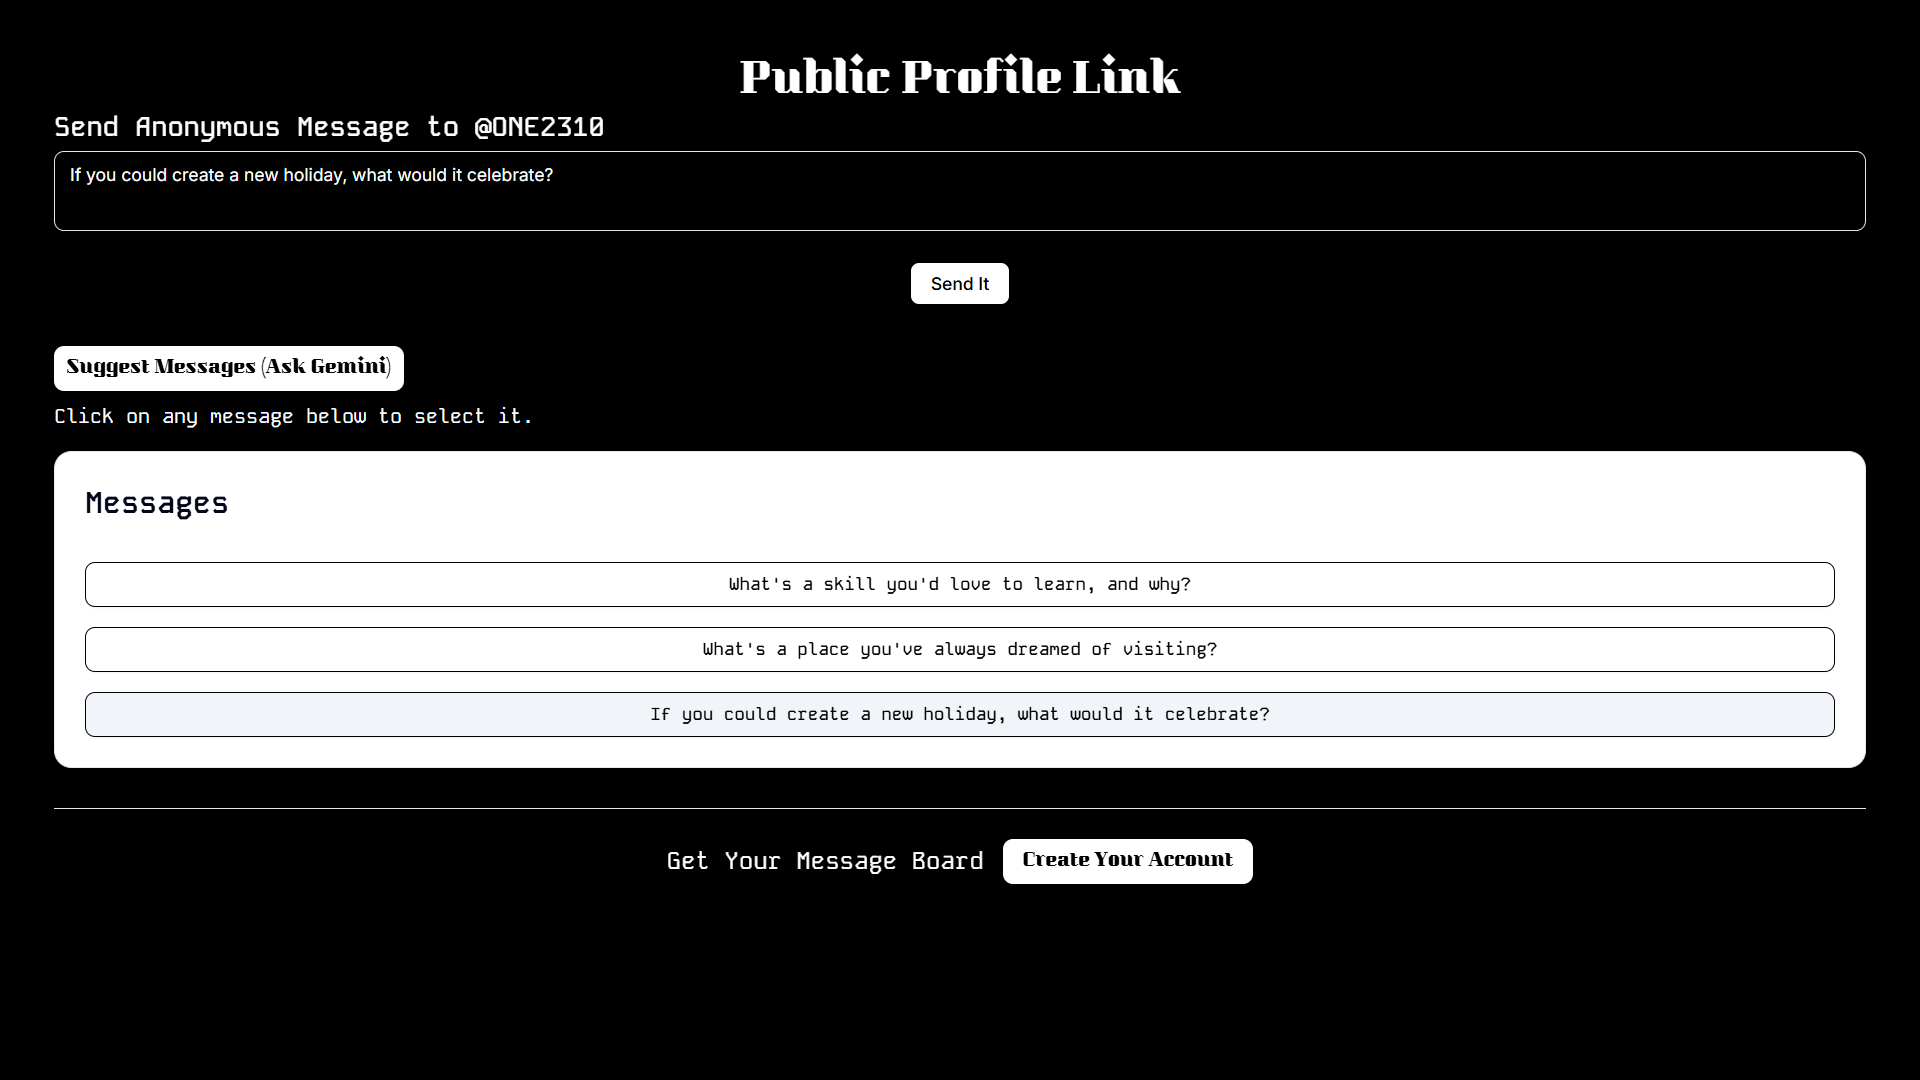 Public Profile Link
Send Anonymous Message to @ONE2310
If you could create a new holiday, what would it celebrate?
Send It
Suggest Messages (Ask Gemini)
Click on any message below to select it.
Messages
What's a skill you'd love to learn, and why?
What's a place you've always dreamed of visiting?
If you could create a new holiday, what would it celebrate?
Get Your Message Board
Create Your Account